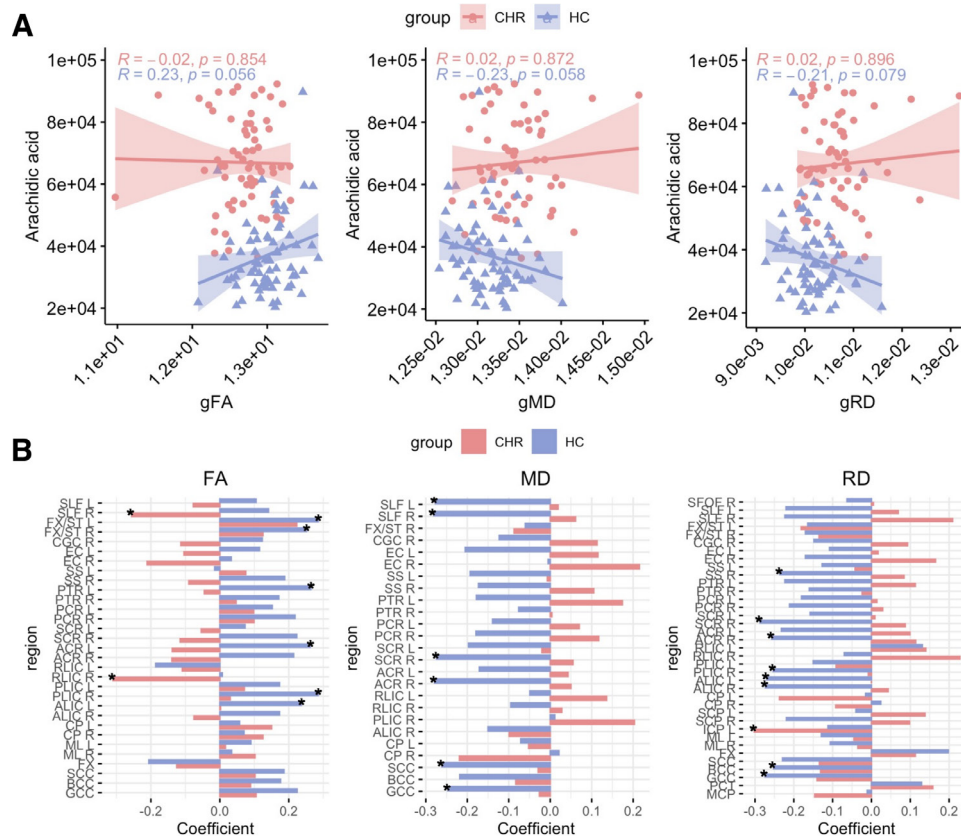 A
group CHR HC
R = −0.02, p = 0.854
R = 0.23, p = 0.056
Arachidic acid
1e+05
8e+04
6e+04
4e+04
2e+04
1.1e+01
1.2e+01
1.3e+01
gFA
R = 0.02, p = 0.872
R = −0.23, p = 0.058
Arachidic acid
1e+05
8e+04
6e+04
4e+04
2e+04
1.25e−02
1.30e−02
1.35e−02
1.40e−02
1.45e−02
1.50e−02
gMD
R = 0.02, p = 0.896
R = −0.21, p = 0.079
Arachidic acid
1e+05
8e+04
6e+04
4e+04
2e+04
9.0e−03
1.0e−02
1.1e−02
1.2e−02
1.3e−02
gRD
B
group CHR HC
FA
region
SLF L
SLF R
FX/ST L
FX/ST R
CGC R
EC L
EC R
SS L
SS R
PTR L
PTR R
PCR L
PCR R
SCR L
SCR R
ACR L
ACR R
RLIC L
RLIC R
PLIC L
PLIC R
ALIC L
ALIC R
CP L
CP R
ML L
ML R
FX
SCC
BCC
GCC
-0.2 0.0 0.2
Coefficient
MD
region
SLF L
SLF R
FX/ST R
CGC R
EC L
EC R
SS L
SS R
PTR L
PTR R
PCR L
PCR R
SCR L
SCR R
ACR L
ACR R
RLIC L
RLIC R
PLIC R
ALIC R
CP L
CP R
SCC
BCC
GCC
-0.3 -0.2 -0.1 0.0 0.1 0.2
Coefficient
RD
region
SFOF R
SLF L
SLF R
FX/ST L
FX/ST R
CGC R
EC L
EC R
SS L
SS R
PTR L
PTR R
PCR L
PCR R
SCR L
SCR R
ACR L
ACR R
RLIC L
RLIC R
PLIC L
PLIC R
ALIC L
ALIC R
CP L
CP R
SCP L
SCP R
ICP L
ML L
ML R
FX
SCC
BCC
GCC
PCT
MCP
-0.3 -0.2 -0.1 0.0 0.1 0.2
Coefficient